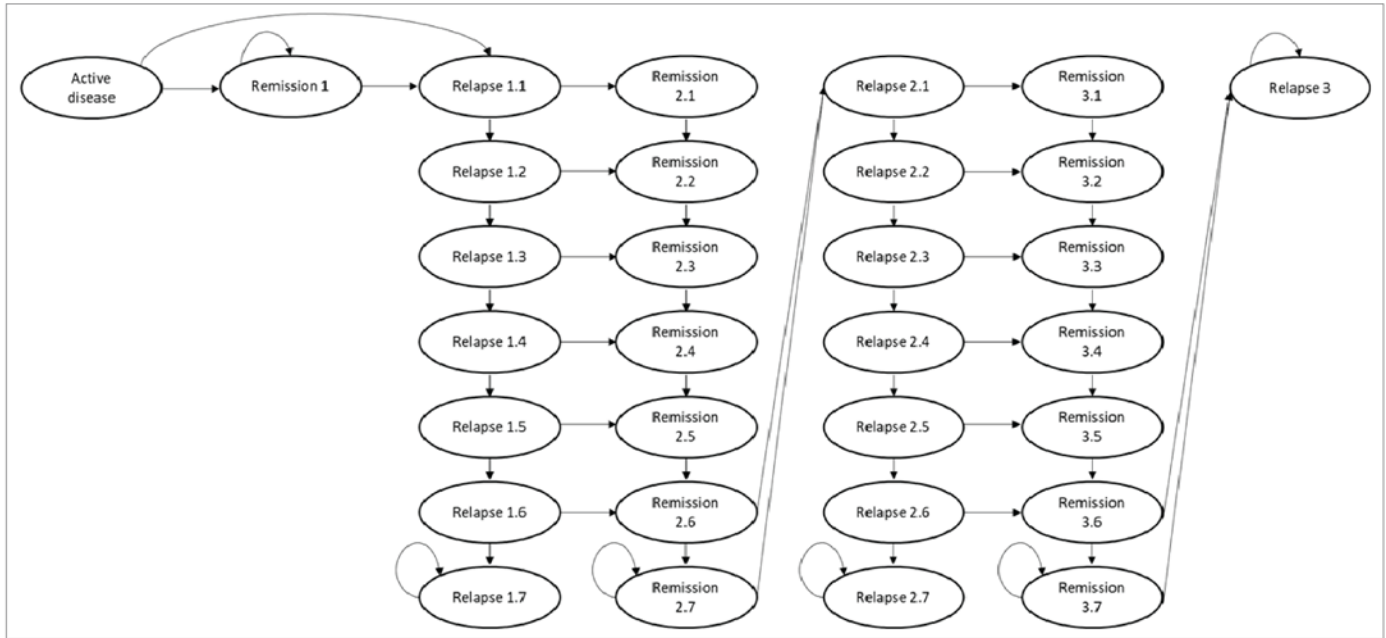 Active
disease
Remission 1
Relapse 1.1
Remission
2.1
Relapse 2.1
Remission
3.1
Relapse 3
Relapse 1.2
Remission
2.2
Relapse 2.2
Remission
3.2
Relapse 1.3
Remission
2.3
Relapse 2.3
Remission
3.3
Relapse 1.4
Remission
2.4
Relapse 2.4
Remission
3.4
Relapse 1.5
Remission
2.5
Relapse 2.5
Remission
3.5
Relapse 1.6
Remission
2.6
Relapse 2.6
Remission
3.6
Relapse 1.7
Remission
2.7
Relapse 2.7
Remission
3.7